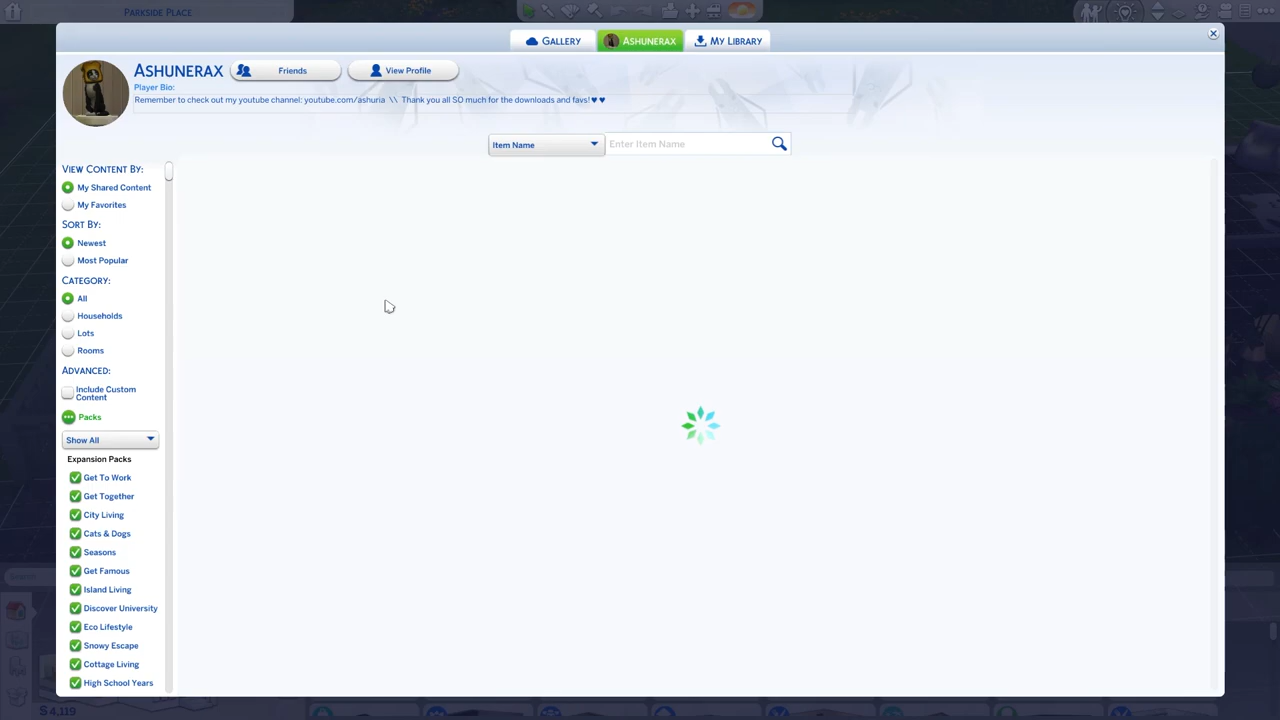 PARKSIDE PLACE
GALLERY
ASHUNERAX
MY LIBRARY
ASHUNERAX
Friends
View Profile
Player Bio:
Remember to check out my youtube channel: youtube.com/ashuria \\ Thank you all SO much for the downloads and favs!♥♥
Item Name
Enter Item Name
VIEW CONTENT BY:
My Shared Content
My Favorites
SORT BY:
Newest
Most Popular
CATEGORY:
All
Households
Lots
Rooms
ADVANCED:
Include Custom
Content
Packs
Show All
Expansion Packs
Get To Work
Get Together
City Living
Cats & Dogs
Seasons
Get Famous
Island Living
Discover University
Eco Lifestyle
Snowy Escape
Cottage Living
High School Years
$4,119